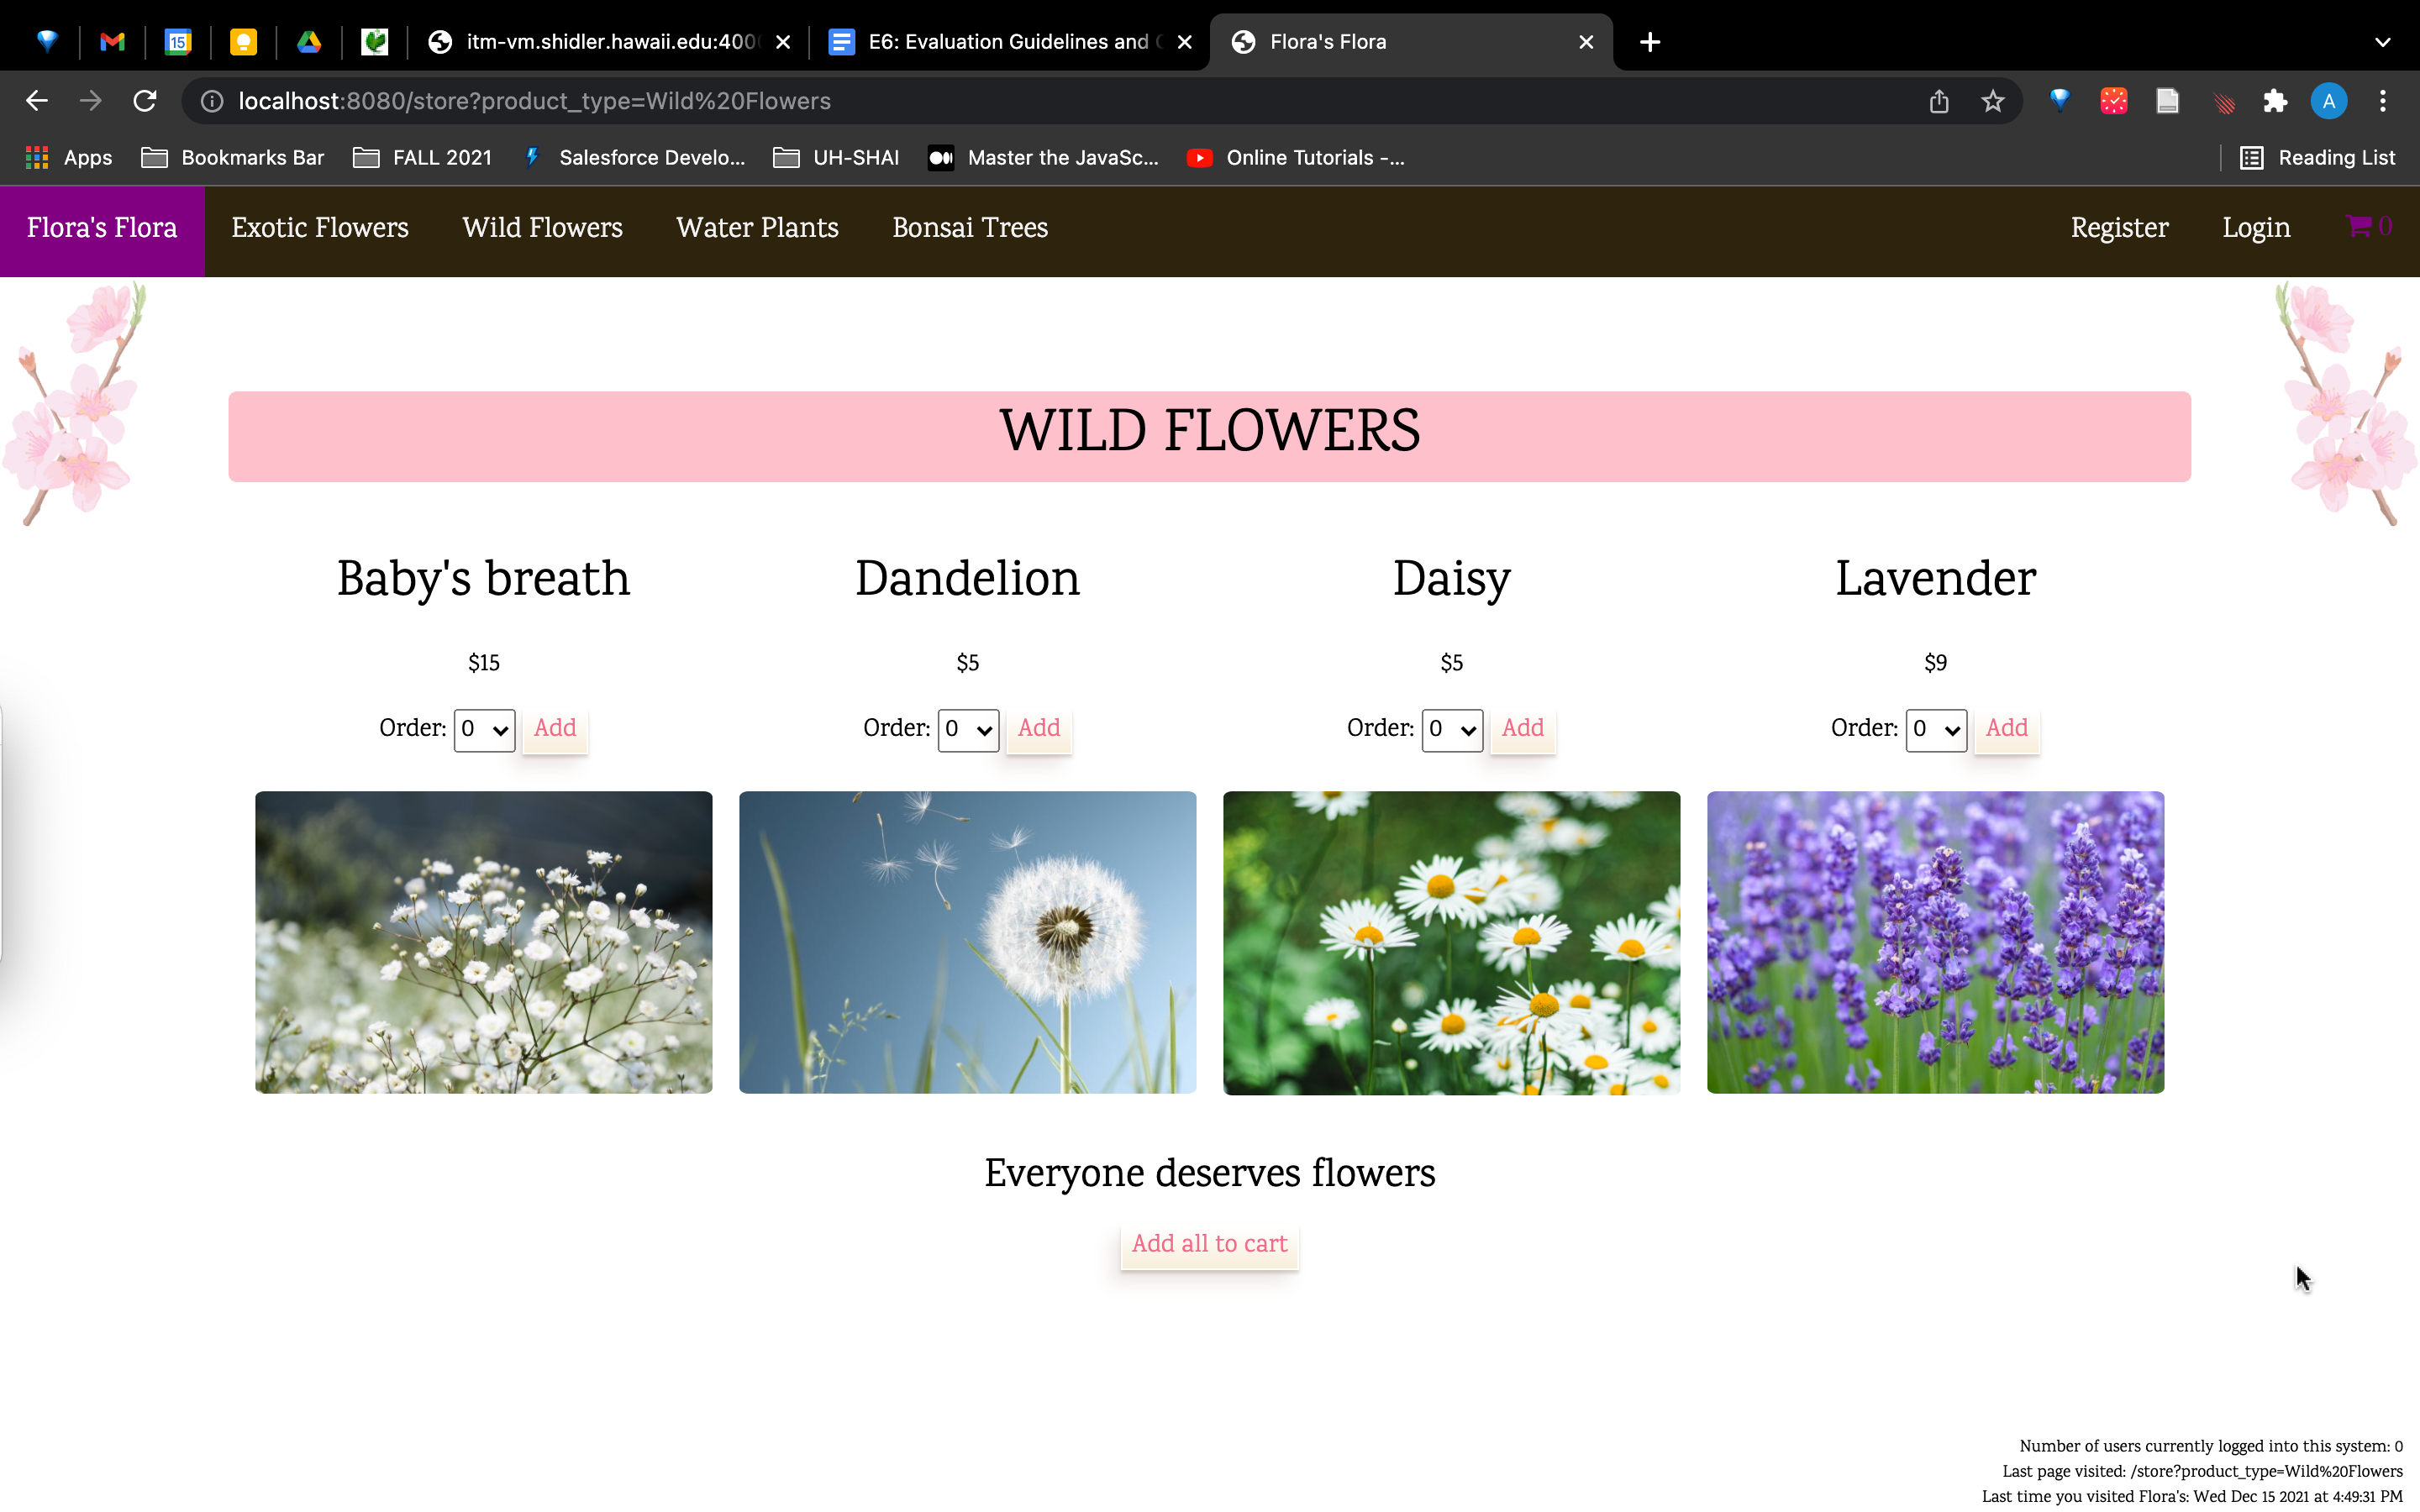 15
itm-vm.shidler.hawaii.edu:400
E6: Evaluation Guidelines and
Flora's Flora
localhost:8080/store?product_type=Wild%20Flowers
A
Apps
Bookmarks Bar
FALL 2021
Salesforce Develo...
UH-SHAI
Master the JavaSc...
Online Tutorials -...
Reading List
Flora's Flora
Exotic Flowers
Wild Flowers
Water Plants
Bonsai Trees
Register
Login
0
WILD FLOWERS
Baby's breath
$15
Order: 0 Add
Dandelion
$5
Order: 0 Add
Daisy
$5
Order: 0 Add
Lavender
$9
Order: 0 Add
Everyone deserves flowers
Add all to cart
Number of users currently logged into this system: 0
Last page visited: /store?product_type=Wild%20Flowers
Last time you visited Flora's: Wed Dec 15 2021 at 4:49:31 PM